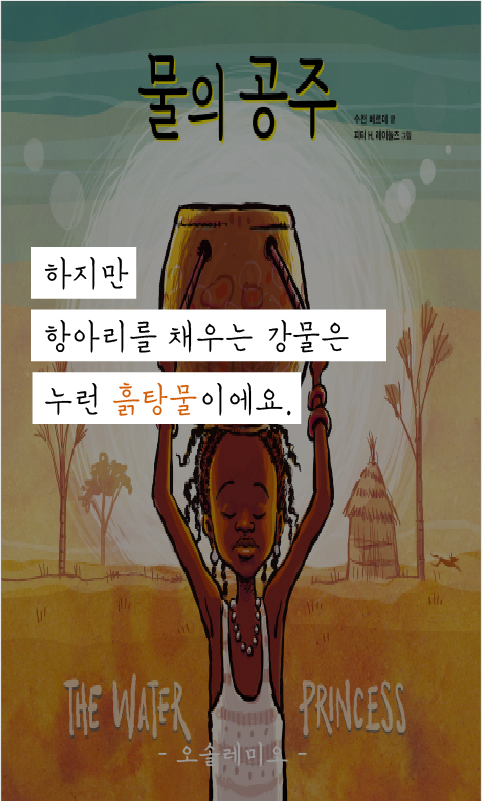 물의 공주
수전 베르데 글
피터 H. 레이놀즈 그림
하지만
항아리를 채우는 강물은
누런 흙탕물이에요.
THE WATER PRINCESS
- 오솔레미오 -